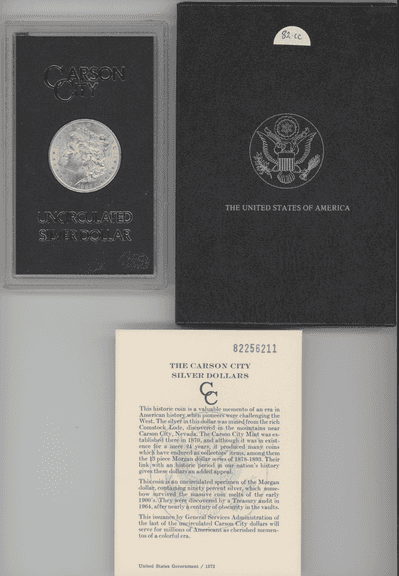 CARSON
CITY
UNCIRCULATED
SILVER DOLLAR
82-cc
THE UNITED STATES OF AMERICA
82256211
THE CARSON CITY
SILVER DOLLARS
CC
This historic coin is a valuable memento of an era in
American history when pioneers were challenging the
West. The silver in this dollar was mined from the rich
Comstock Lode, discovered in the mountains near
Carson City, Nevada. The Carson City Mint was es-
tablished there in 1870, and although it was in exist-
ence for a mere 24 years, it produced many coins
which have endured as collectors' items, among them
the 13 piece Morgan dollar series of 1878-1893. Their
link with an historic period in our nation's history
gives these dollars an added appeal.
This coin is an uncirculated specimen of the Morgan
dollar, containing ninety percent silver, which some-
how survived the massive coin melts of the early
1900's. They were discovered by a Treasury audit in
1964, after nearly a century of obscurity in the vaults.
This issuance by General Services Administration of
the last of the uncirculated Carson City dollars will
serve for millions of Americans as cherished memen-
tos of a colorful era.
United States Government / 1972